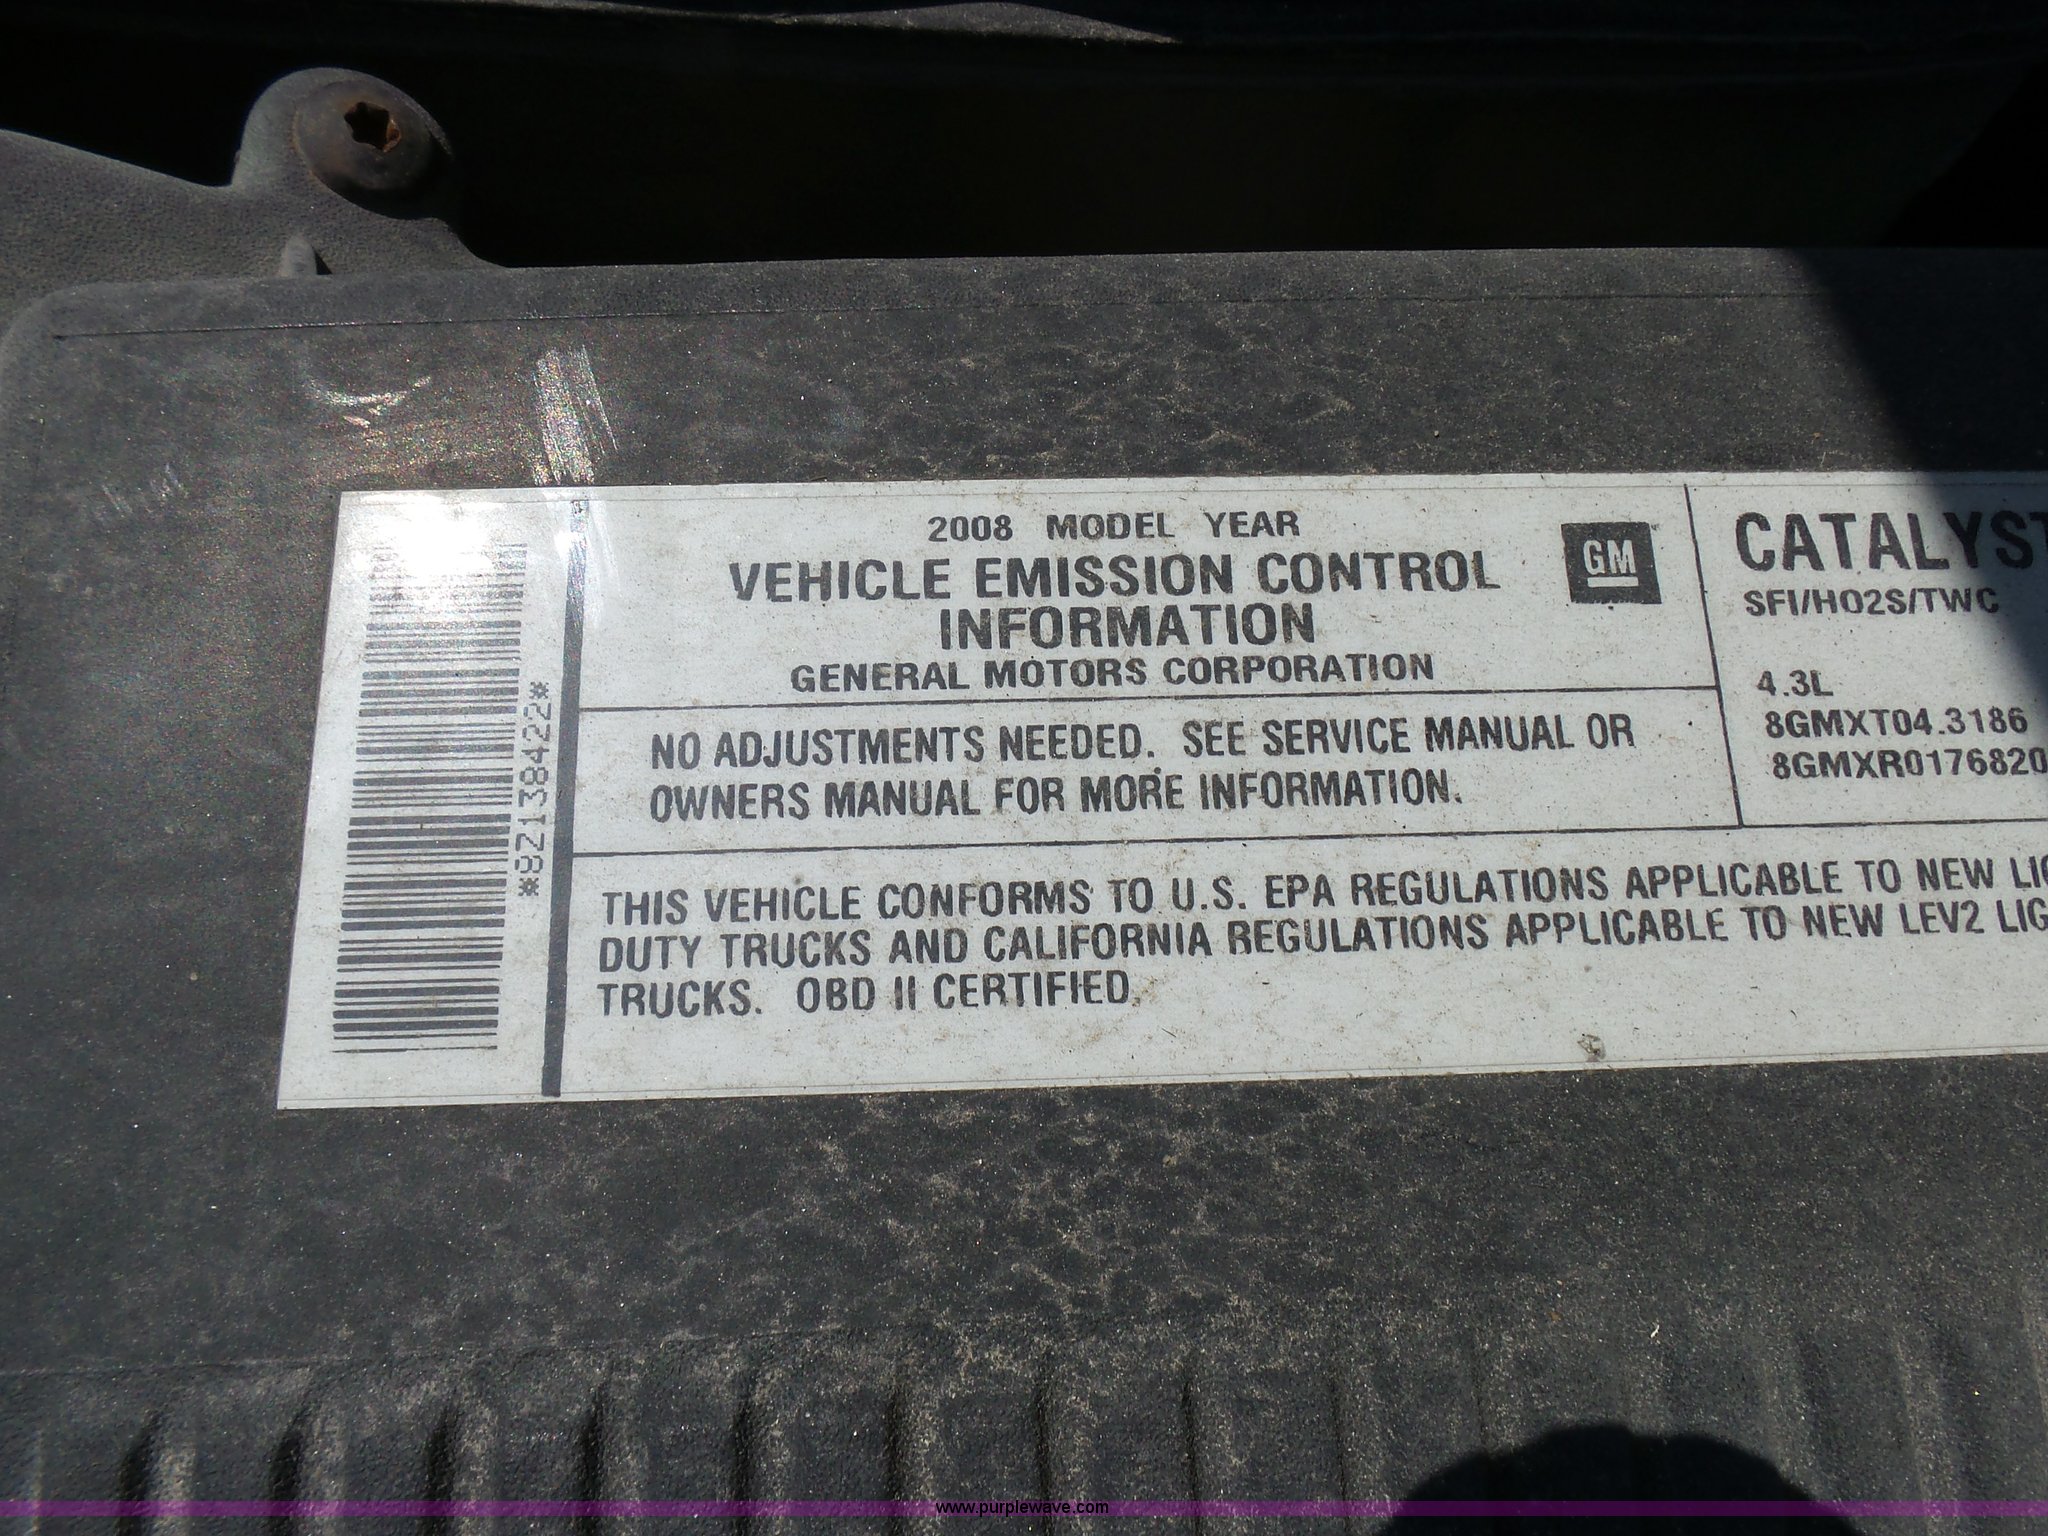 2008 MODEL YEAR
VEHICLE EMISSION CONTROL
INFORMATION
GENERAL MOTORS CORPORATION
GM
NO ADJUSTMENTS NEEDED. SEE SERVICE MANUAL OR
OWNERS MANUAL FOR MORE INFORMATION.
CATALYST
SFI/HO2S/TWC
4.3L
8GMXT04.3186
8GMXR0176820
THIS VEHICLE CONFORMS TO U.S. EPA REGULATIONS APPLICABLE TO NEW
DUTY TRUCKS AND CALIFORNIA REGULATIONS APPLICABLE TO NEW LEV2
TRUCKS. OBD II CERTIFIED.
*82138422*
www.purplewave.com